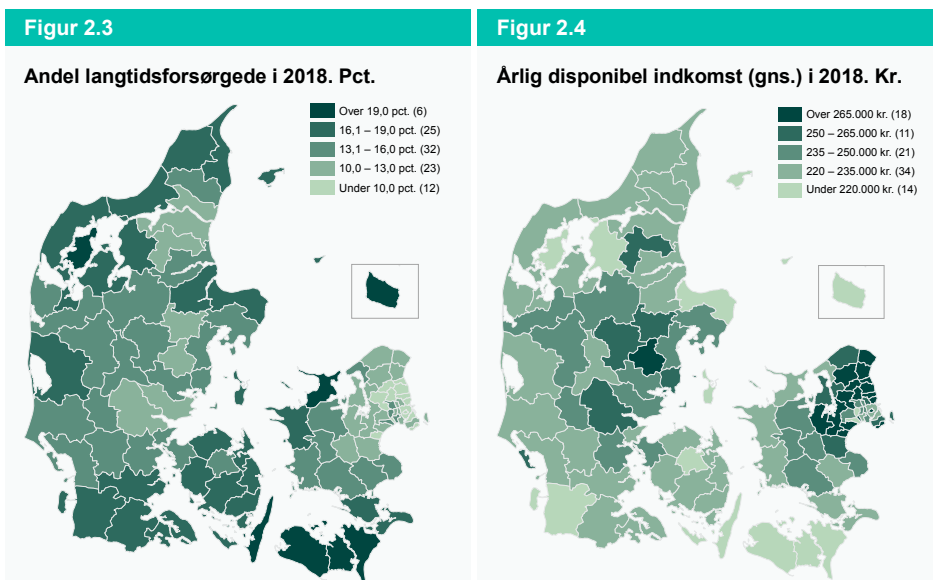 Figur 2.3
Andel langtidsforsørgede i 2018. Pct.
Over 19,0 pct. (6)
16,1 – 19,0 pct. (25)
13,1 – 16,0 pct. (32)
10,0 – 13,0 pct. (23)
Under 10,0 pct. (12)
Figur 2.4
Årlig disponibel indkomst (gns.) i 2018. Kr.
Over 265.000 kr. (18)
250 – 265.000 kr. (11)
235 – 250.000 kr. (21)
220 – 235.000 kr. (34)
Under 220.000 kr. (14)